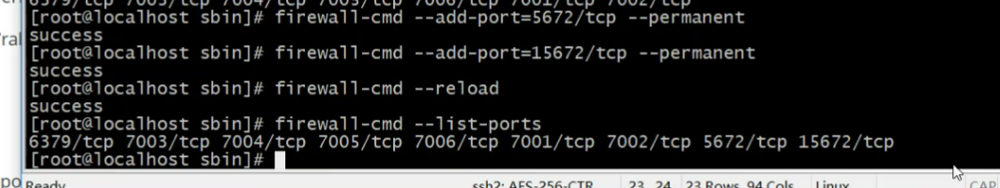 6379/tcp 7003/tcp 7004/tcp 7005/tcp 7006/tcp 7001/tcp 7002/tcp
[root@localhost sbin]# firewall-cmd --add-port=5672/tcp --permanent
success
[root@localhost sbin]# firewall-cmd --add-port=15672/tcp --permanent
success
[root@localhost sbin]# firewall-cmd --reload
success
[root@localhost sbin]# firewall-cmd --list-ports
6379/tcp 7003/tcp 7004/tcp 7005/tcp 7006/tcp 7001/tcp 7002/tcp 5672/tcp 15672/tcp
[root@localhost sbin]#
Ready ssh2: AES-256-CTR 23, 24 23 Rows, 94 Cols Linux CAP